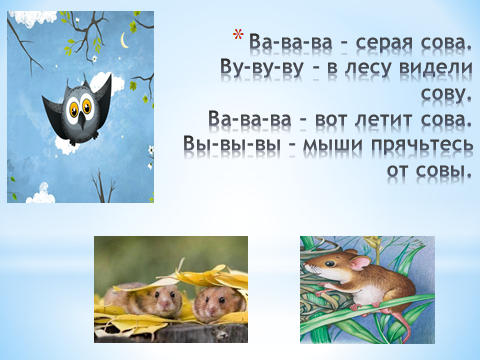 * Ва-ва-ва – серая сова.
Ву-ву-ву – в лесу видели
сову.
Ва-ва-ва – вот летит сова.
Вы-вы-вы – мыши прячьтесь
от совы.